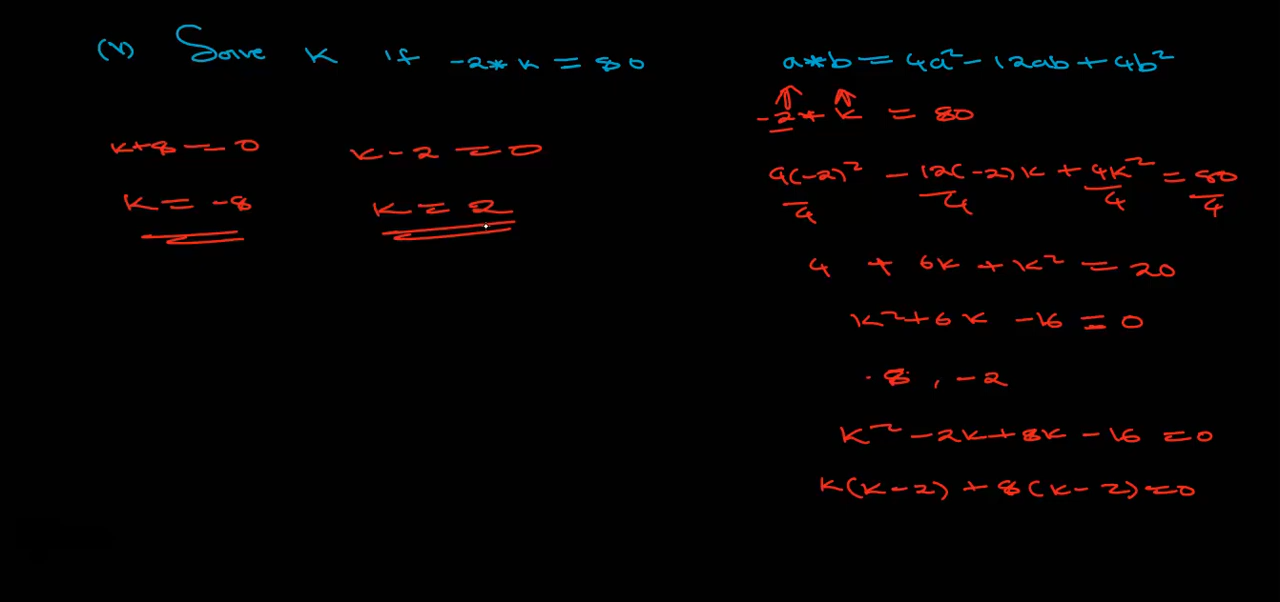 (v) Solve K if -2*K = 80
a*b = 4a² - 12ab + 4b²
-2 * K = 80
4(-2)² - 12(-2)K + 4K² = 80
4 4 4 4
4 + 6K + K² = 20
K² + 6K - 16 = 0
8, -2
K² - 2K + 8K - 16 = 0
K(K-2) + 8(K-2) = 0
K+8 = 0 K-2 = 0
K = -8 K = 2